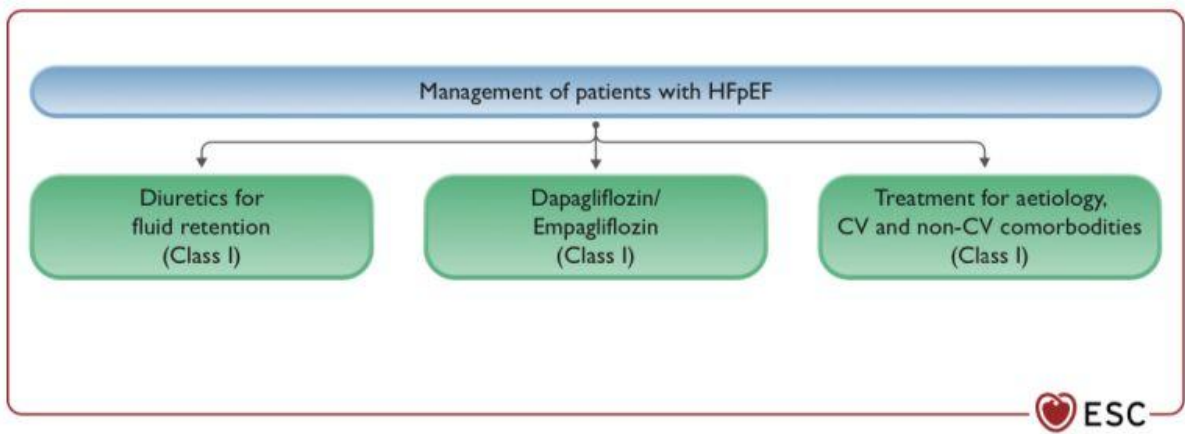 Management of patients with HFpEF
Diuretics for
fluid retention
(Class I)
Dapagliflozin/
Empagliflozin
(Class I)
Treatment for aetiology,
CV and non-CV comorbodities
(Class I)
ESC